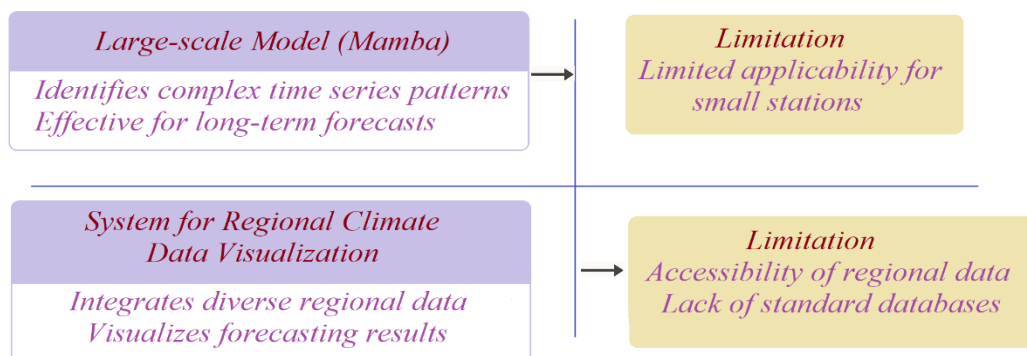 Large-scale Model (Mamba)
Identifies complex time series patterns
Effective for long-term forecasts
Limitation
Limited applicability for
small stations
System for Regional Climate
Data Visualization
Integrates diverse regional data
Visualizes forecasting results
Limitation
Accessibility of regional data
Lack of standard databases